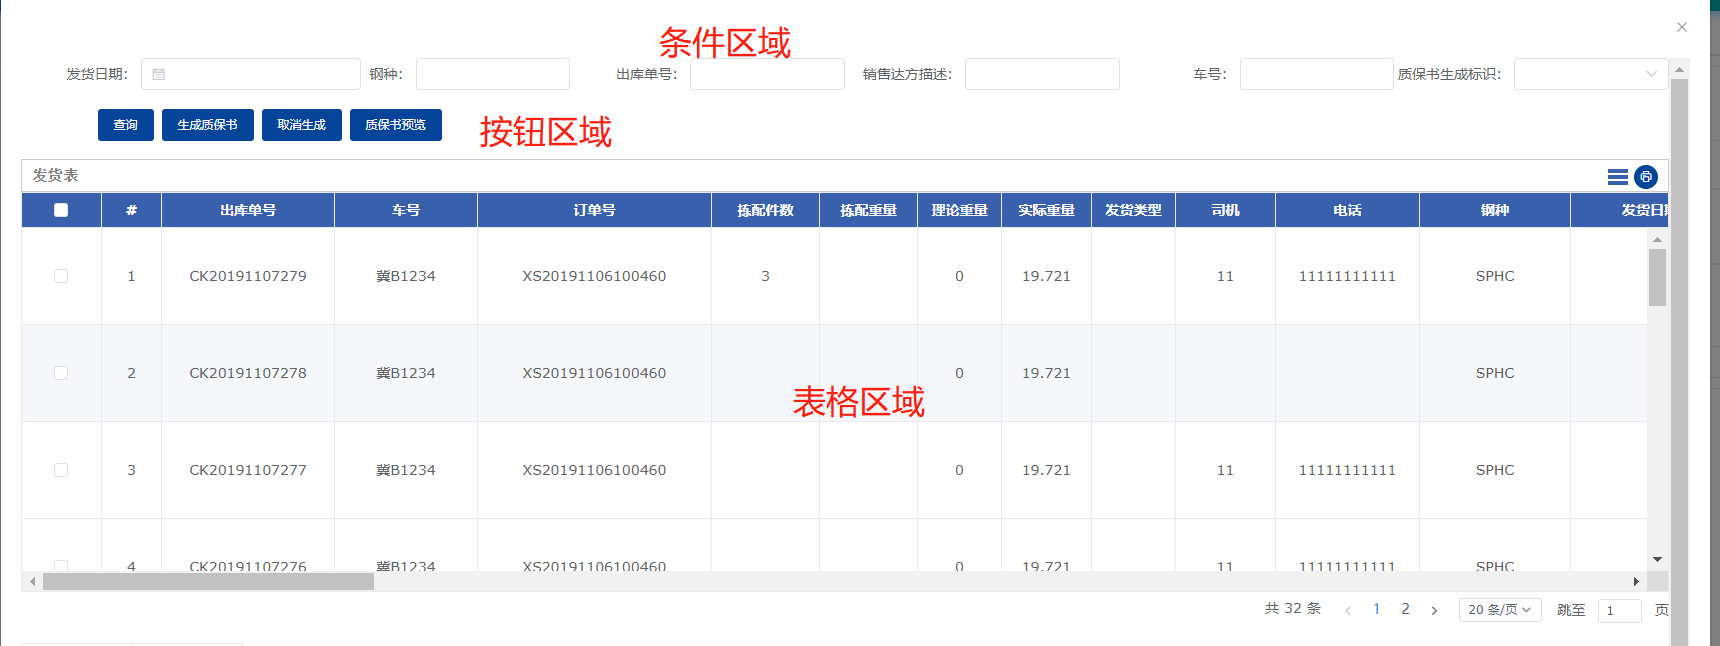 条件区域
发货日期： 钢种： 出库单号： 销售达方描述： 车号： 质保书生成标识：
查询 生成质保书 取消生成 质保书预览 按钮区域
发货表
# 出库单号 车号 订单号 拣配件数 拣配重量 理论重量 实际重量 发货类型 司机 电话 钢种 发货日期
1 CK20191107279 冀B1234 XS20191106100460 3 0 19.721 11 11111111111 SPHC
2 CK20191107278 冀B1234 XS20191106100460 0 19.721 SPHC
表格区域
3 CK20191107277 冀B1234 XS20191106100460 0 19.721 11 11111111111 SPHC
4 CK20191107276 冀B1234 XS20191106100460 0 19.721 11 11111111111 SPHC
共 32 条 1 2 20 条/页 跳至 1 页